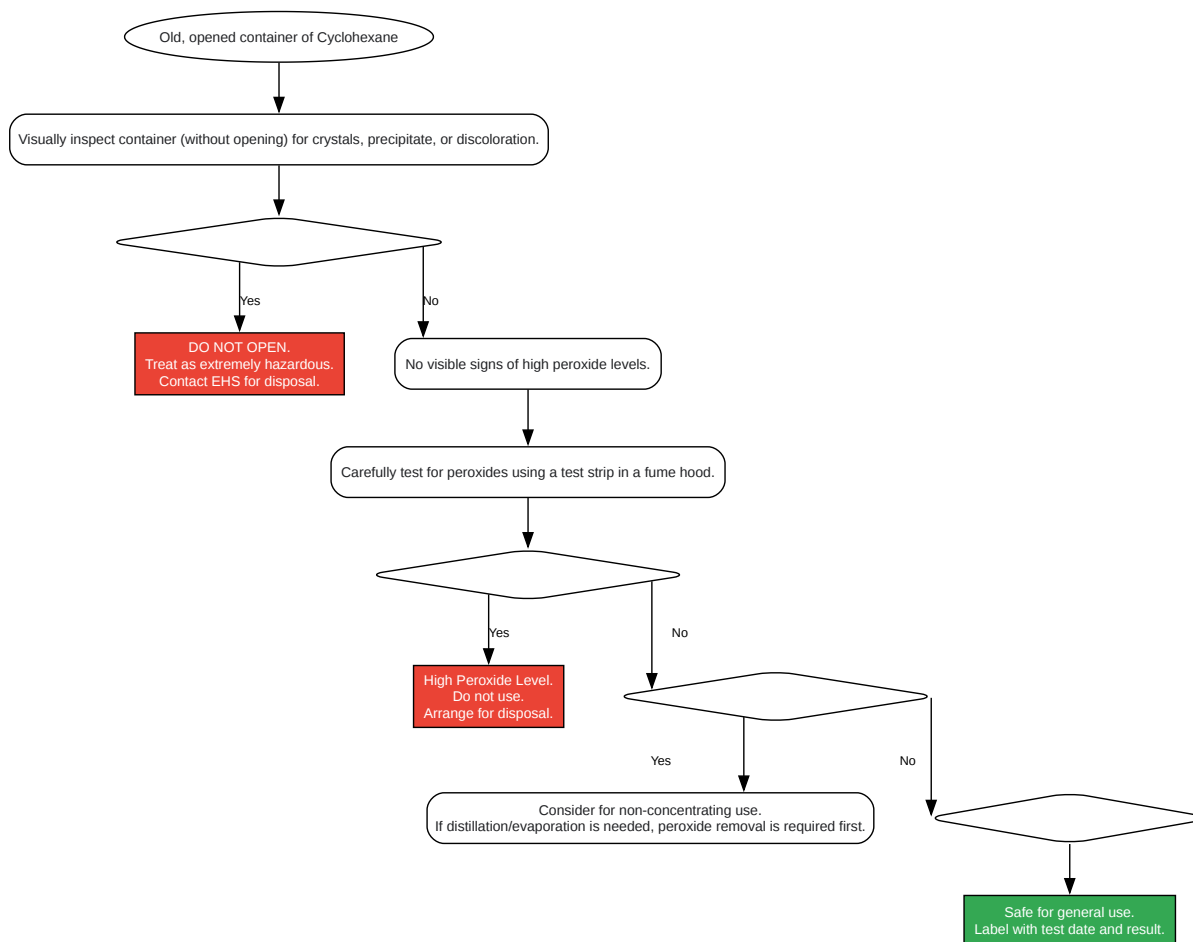 Old, opened container of Cyclohexane
Visually inspect container (without opening) for crystals, precipitate, or discoloration.
Yes
No
DO NOT OPEN.
Treat as extremely hazardous.
Contact EHS for disposal.
No visible signs of high peroxide levels.
Carefully test for peroxides using a test strip in a fume hood.
Yes
No
High Peroxide Level.
Do not use.
Arrange for disposal.
Yes
No
Consider for non-concentrating use.
If distillation/evaporation is needed, peroxide removal is required first.
Safe for general use.
Label with test date and result.